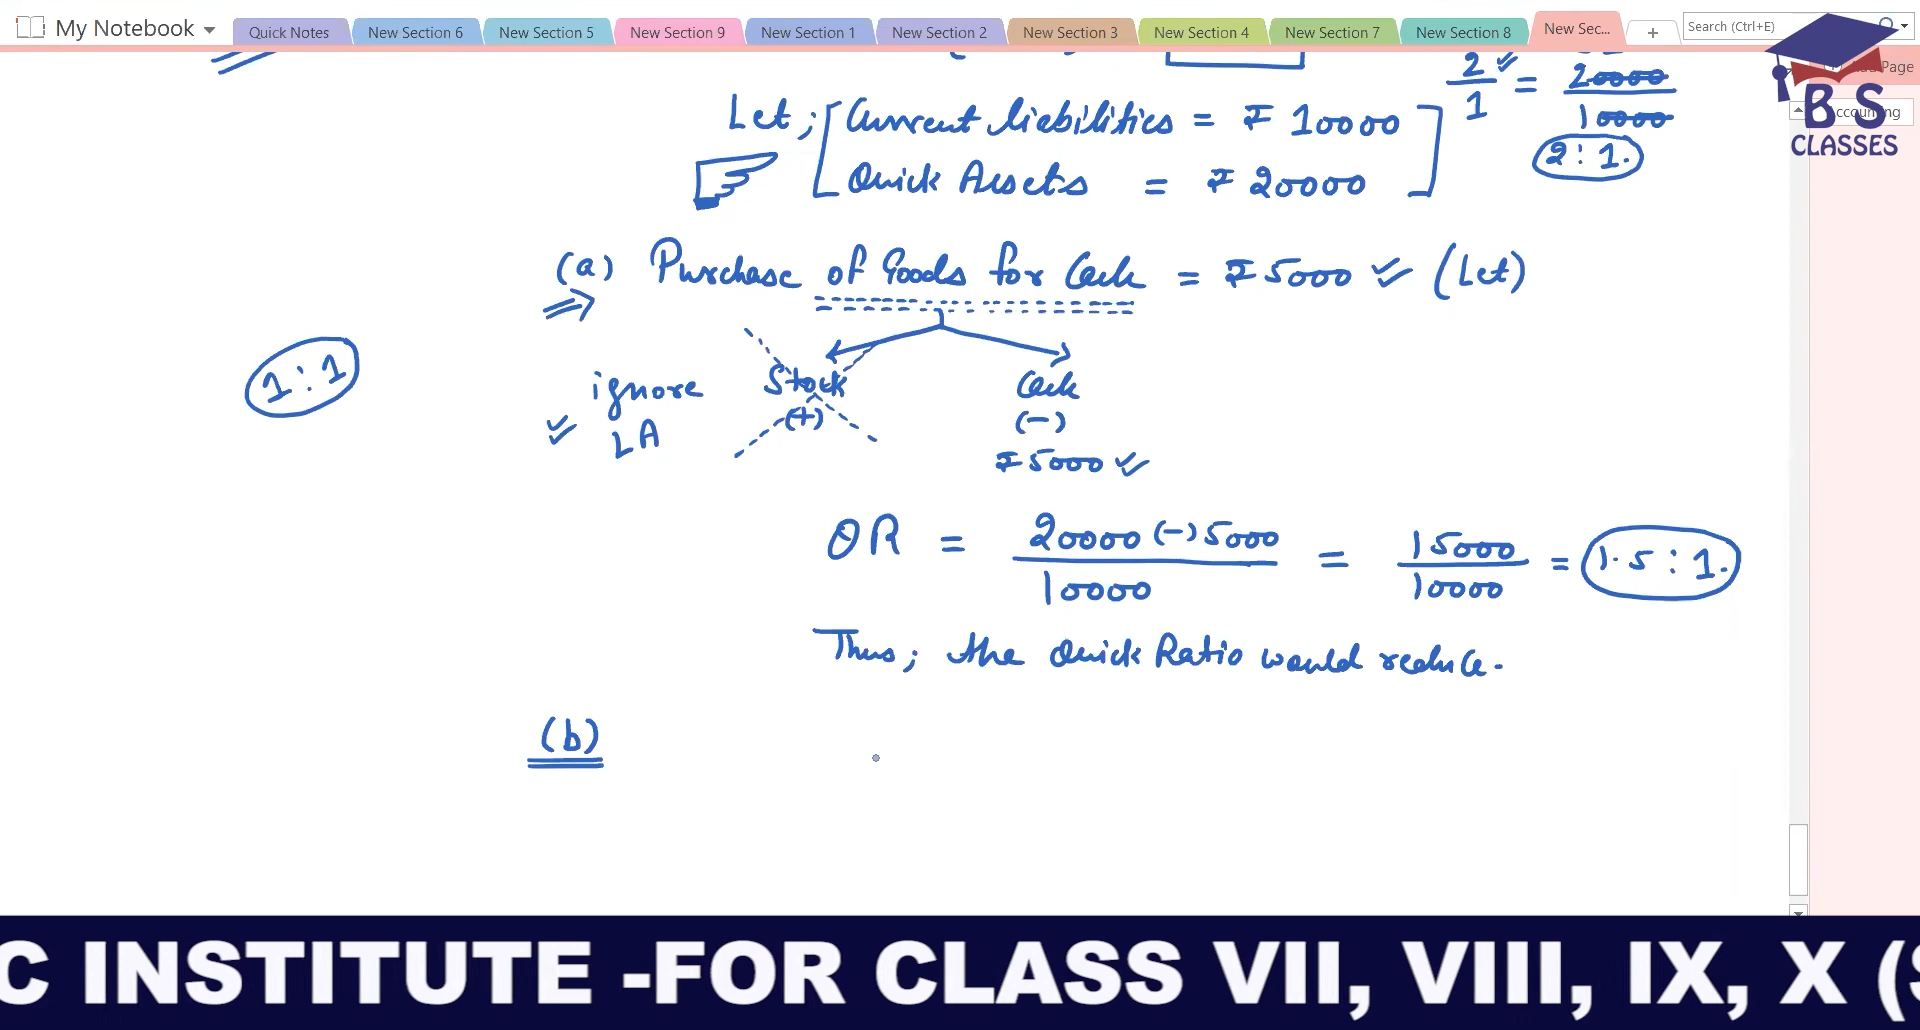 My Notebook
Quick Notes
New Section 6
New Section 5
New Section 9
New Section 1
New Section 2
New Section 3
New Section 4
New Section 7
New Section 8
New Sec...
+
Search (Ctrl+E)
Page
BS
CLASSES
2/1 = 20000/10000
2 : 1.
Let ; Current liabilities = ₹ 10000
Quick Assets = ₹ 20000
(a) Purchase of Goods for Cash = ₹ 5000 (Let)
1 : 1
ignore Stock Cash
LA (+) (-)
₹ 5000
QR = 20000 (-) 5000 / 10000 = 15000/10000 = 1.5 : 1.
Thus; the Quick Ratio would reduce.
(b)
C INSTITUTE -FOR CLASS VII, VIII, IX, X (